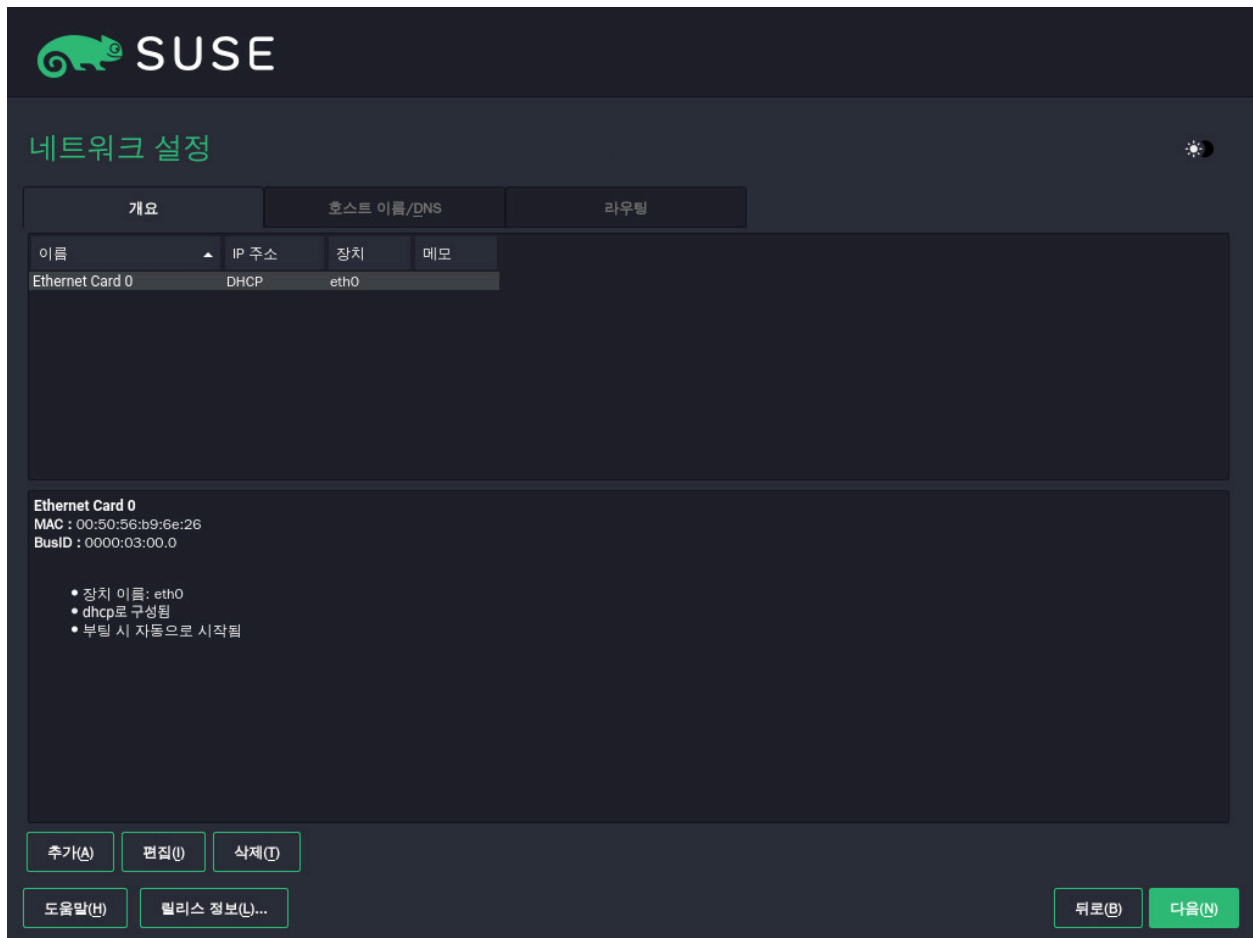 SUSE
네트워크 설정
개요 호스트 이름/DNS 라우팅
이름 IP 주소 장치 메모
Ethernet Card 0 DHCP eth0
Ethernet Card 0
MAC : 00:50:56:b9:6e:26
BusID : 0000:03:00.0
• 장치 이름: eth0
• dhcp로 구성됨
• 부팅 시 자동으로 시작됨
추가(A) 편집(I) 삭제(T)
도움말(H) 릴리스 정보(L)... 뒤로(B) 다음(N)